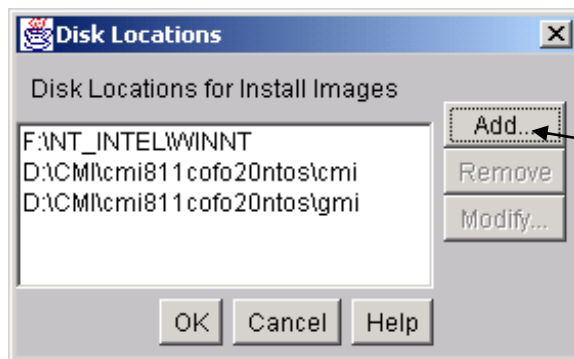 Disk Locations
Disk Locations for Install Images
F:\NT_INTEL\WINNT
D:\CMI\cmi811cofo20ntos\cmi
D:\CMI\cmi811cofo20ntos\gmi
Add...
Remove
Modify...
OK Cancel Help